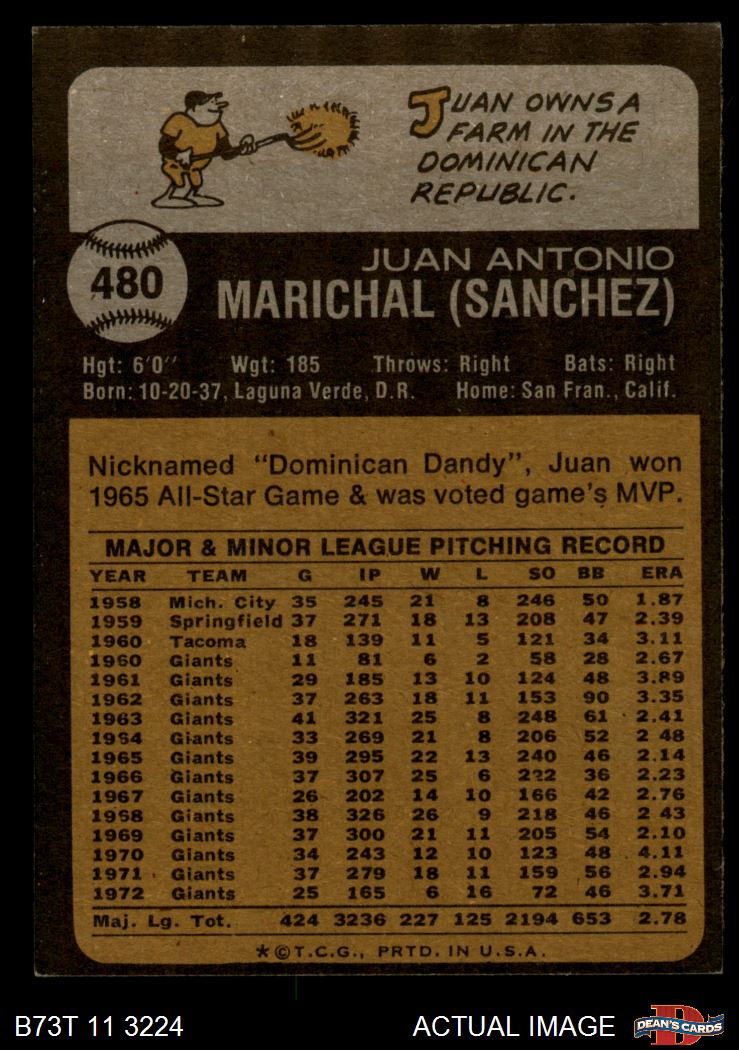 JUAN OWNS A
FARM IN THE
DOMINICAN
REPUBLIC.
480
JUAN ANTONIO
MARICHAL (SANCHEZ)
Hgt: 6'0" Wgt: 185 Throws: Right Bats: Right
Born: 10-20-37, Laguna Verde, D.R. Home: San Fran., Calif.
Nicknamed "Dominican Dandy", Juan won
1965 All-Star Game & was voted game's MVP.
MAJOR & MINOR LEAGUE PITCHING RECORD
YEAR TEAM G IP W L SO BB ERA
1958 Mich. City 35 245 21 8 246 50 1.87
1959 Springfield 37 271 18 13 208 47 2.39
1960 Tacoma 18 139 11 5 121 34 3.11
1960 Giants 11 81 6 2 58 28 2.67
1961 Giants 29 185 13 10 124 48 3.89
1962 Giants 37 263 18 11 153 90 3.35
1963 Giants 41 321 25 8 248 61 2.41
1964 Giants 33 269 21 8 206 52 2 48
1965 Giants 39 295 22 13 240 46 2.14
1966 Giants 37 307 25 6 222 36 2.23
1967 Giants 26 202 14 10 166 42 2.76
1968 Giants 38 326 26 9 218 46 2 43
1969 Giants 37 300 21 11 205 54 2.10
1970 Giants 34 243 12 10 123 48 4.11
1971 Giants 37 279 18 11 159 56 2.94
1972 Giants 25 165 6 16 72 46 3.71
Maj. Lg. Tot. 424 3236 227 125 2194 653 2.78
*©T.C.G., PRTD. IN U.S.A.
B73T 11 3224 ACTUAL IMAGE D DEAN'S CARDS